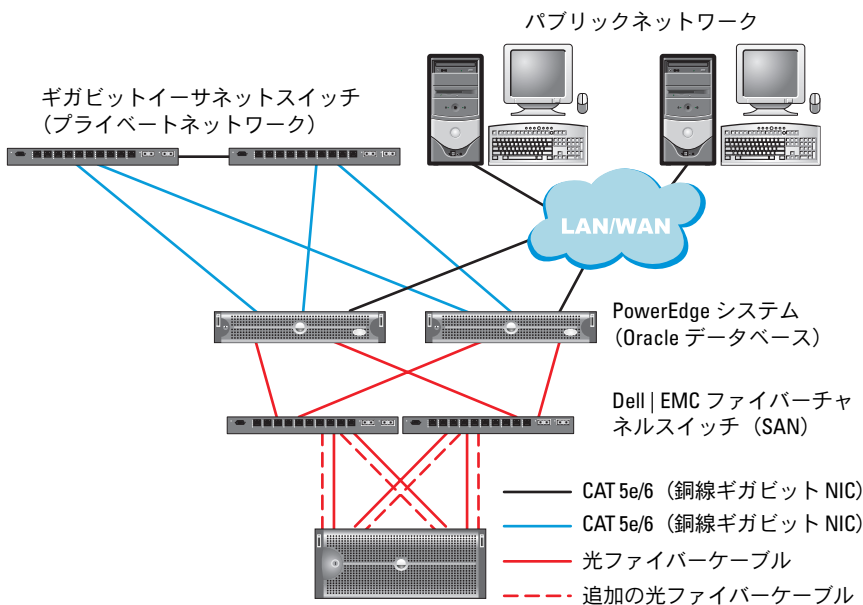 パブリックネットワーク
ギガビットイーサネットスイッチ
（プライベートネットワーク）
LAN/WAN
PowerEdge システム
（Oracle データベース）
Dell | EMC ファイバーチャ
ネルスイッチ（SAN）
CAT 5e/6（銅線ギガビット NIC）
CAT 5e/6（銅線ギガビット NIC）
光ファイバーケーブル
追加の光ファイバーケーブル